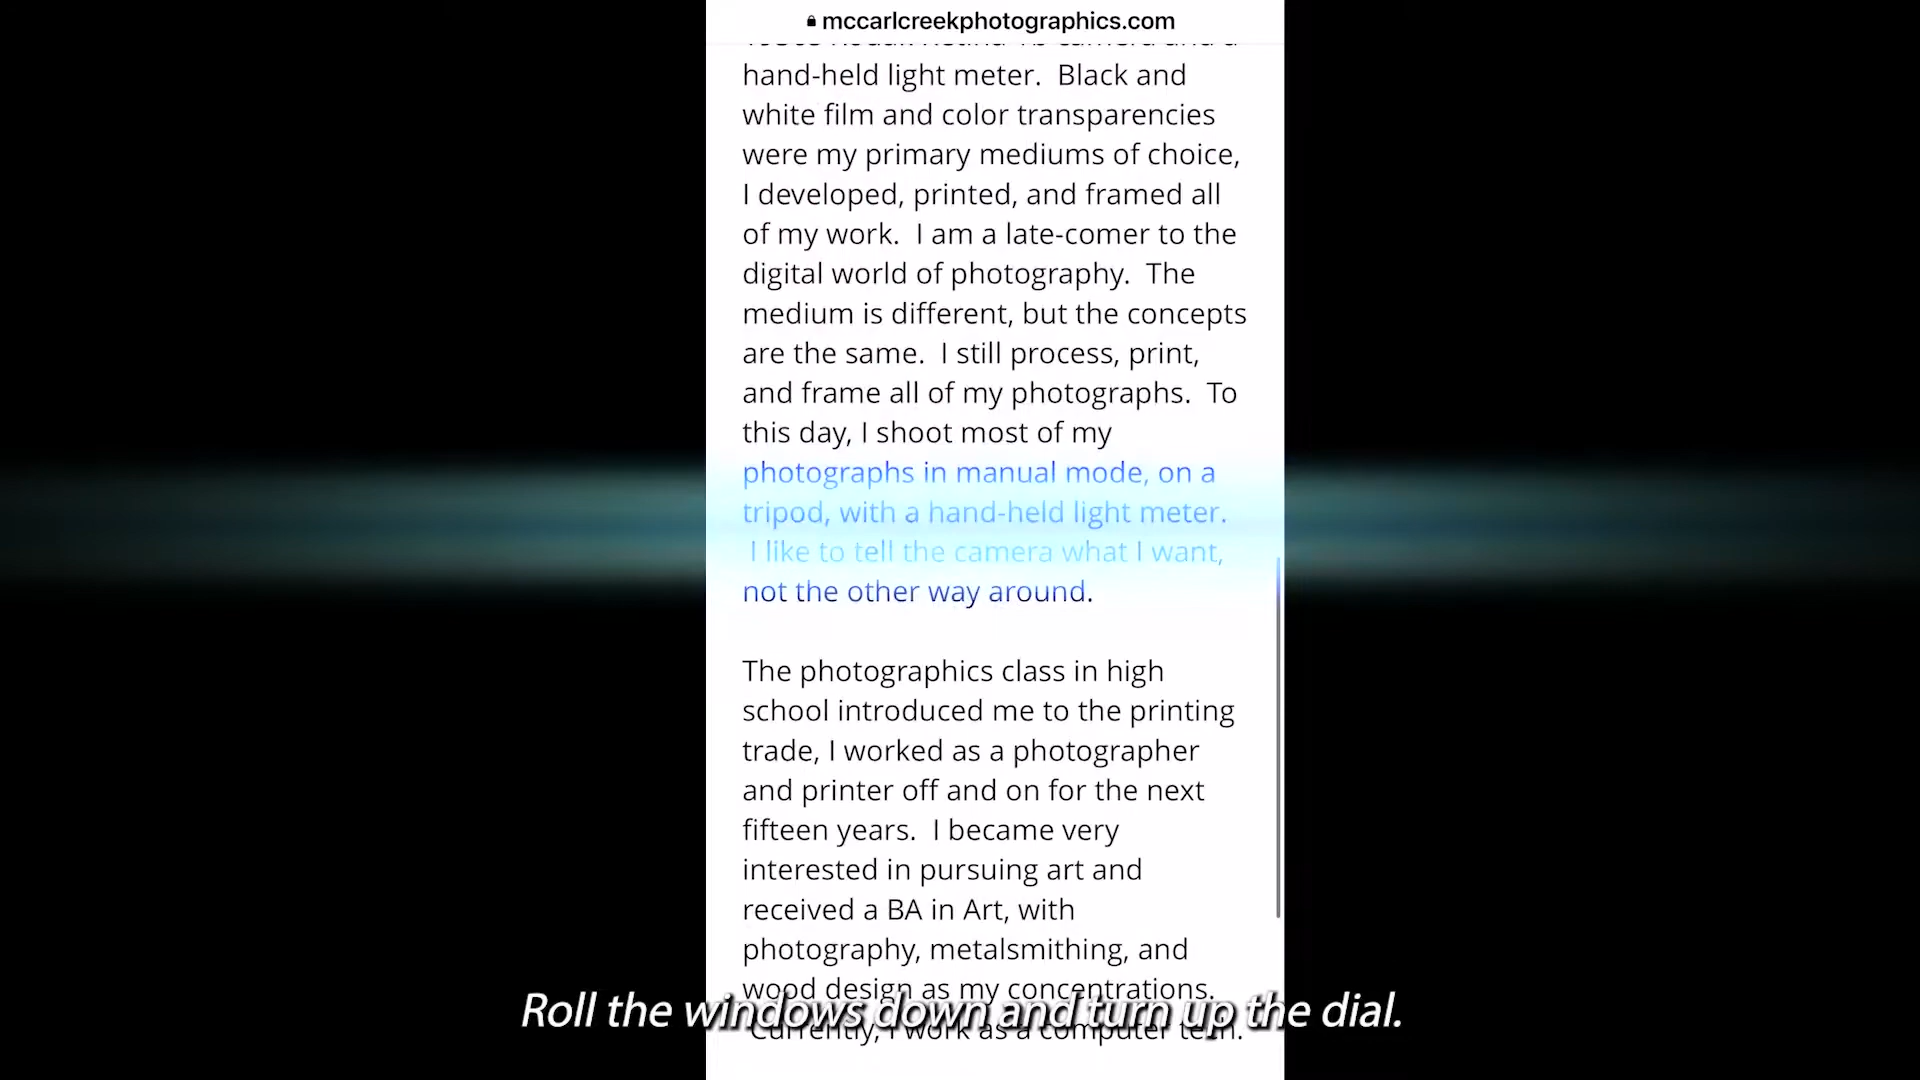 mccarlcreekphotographics.com
hand-held light meter. Black and
white film and color transparencies
were my primary mediums of choice,
I developed, printed, and framed all
of my work. I am a late-comer to the
digital world of photography. The
medium is different, but the concepts
are the same. I still process, print,
and frame all of my photographs. To
this day, I shoot most of my
photographs in manual mode, on a
tripod, with a hand-held light meter.
I like to tell the camera what I want,
not the other way around.
The photographics class in high
school introduced me to the printing
trade, I worked as a photographer
and printer off and on for the next
fifteen years. I became very
interested in pursuing art and
received a BA in Art, with
photography, metalsmithing, and
wood design as my concentrations.
Roll the windows down and turn up the dial.
Currently, I work as a computer tech.